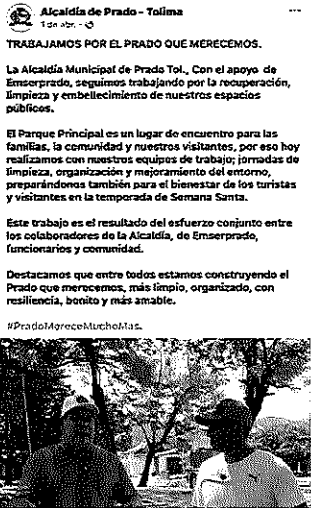 Alcaldía de Prado - Tolima
1 de abr. ·
TRABAJAMOS POR EL PRADO QUE MERECEMOS.
La Alcaldía Municipal de Prado Tol., Con el apoyo de
Emserprado, seguimos trabajando por la recuperación,
limpieza y embellecimiento de nuestros espacios
públicos.
El Parque Principal es un lugar de encuentro para las
familias, la comunidad y nuestros visitantes, por eso hoy
realizamos con nuestros equipos de trabajo; jornadas de
limpieza, organización y mejoramiento del entorno,
preparándonos también para el bienestar de los turistas
y visitantes en la temporada de Semana Santa.
Este trabajo es el resultado del esfuerzo conjunto entre
los colaboradores de la Alcaldía, de Emserprado,
funcionarios y comunidad.
Destacamos que entre todos estamos construyendo el
Prado que merecemos, más limpio, organizado, con
resiliencia, bonito y más amable.
#PradoMereceMuchoMas.